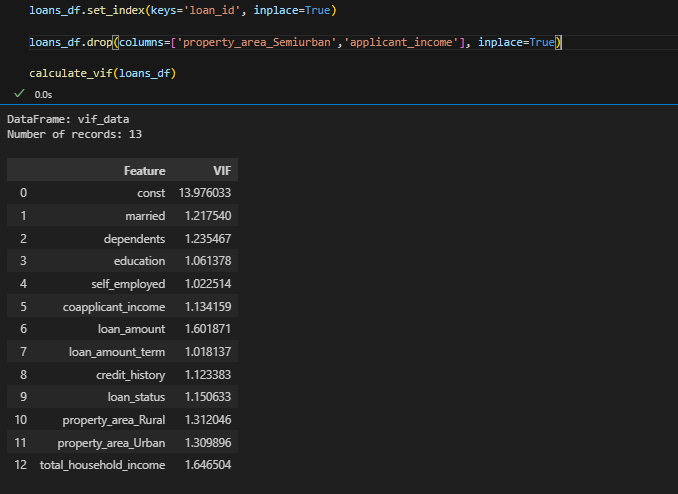 loans_df.set_index(keys='loan_id', inplace=True)
loans_df.drop(columns=['property_area_Semiurban','applicant_income'], inplace=True)
calculate_vif(loans_df)
0.0s
DataFrame: vif_data
Number of records: 13
Feature VIF
0 const 13.976033
1 married 1.217540
2 dependents 1.235467
3 education 1.061378
4 self_employed 1.022514
5 coapplicant_income 1.134159
6 loan_amount 1.601871
7 loan_amount_term 1.018137
8 credit_history 1.123383
9 loan_status 1.150633
10 property_area_Rural 1.312046
11 property_area_Urban 1.309896
12 total_household_income 1.646504